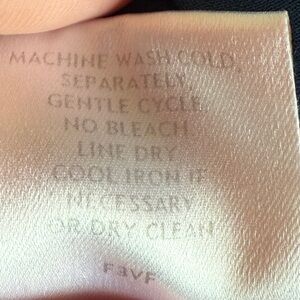 MACHINE WASH COLD,
SEPARATELY
GENTLE CYCLE
NO BLEACH
LINE DRY
COOL IRON IF
NECESSARY
OR DRY CLEAN
F3VF